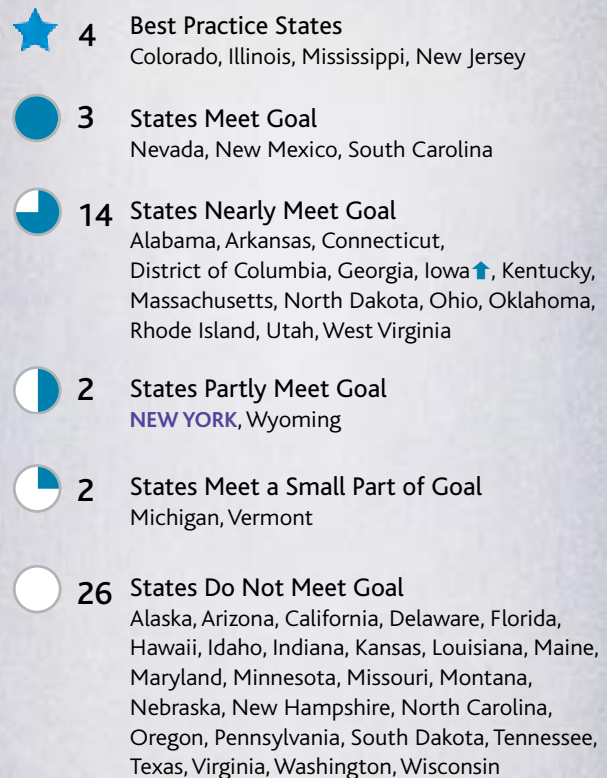 4 Best Practice States
Colorado, Illinois, Mississippi, New Jersey
3 States Meet Goal
Nevada, New Mexico, South Carolina
14 States Nearly Meet Goal
Alabama, Arkansas, Connecticut,
District of Columbia, Georgia, Iowa⬆, Kentucky,
Massachusetts, North Dakota, Ohio, Oklahoma,
Rhode Island, Utah, West Virginia
2 States Partly Meet Goal
NEW YORK, Wyoming
2 States Meet a Small Part of Goal
Michigan, Vermont
26 States Do Not Meet Goal
Alaska, Arizona, California, Delaware, Florida,
Hawaii, Idaho, Indiana, Kansas, Louisiana, Maine,
Maryland, Minnesota, Missouri, Montana,
Nebraska, New Hampshire, North Carolina,
Oregon, Pennsylvania, South Dakota, Tennessee,
Texas, Virginia, Washington, Wisconsin